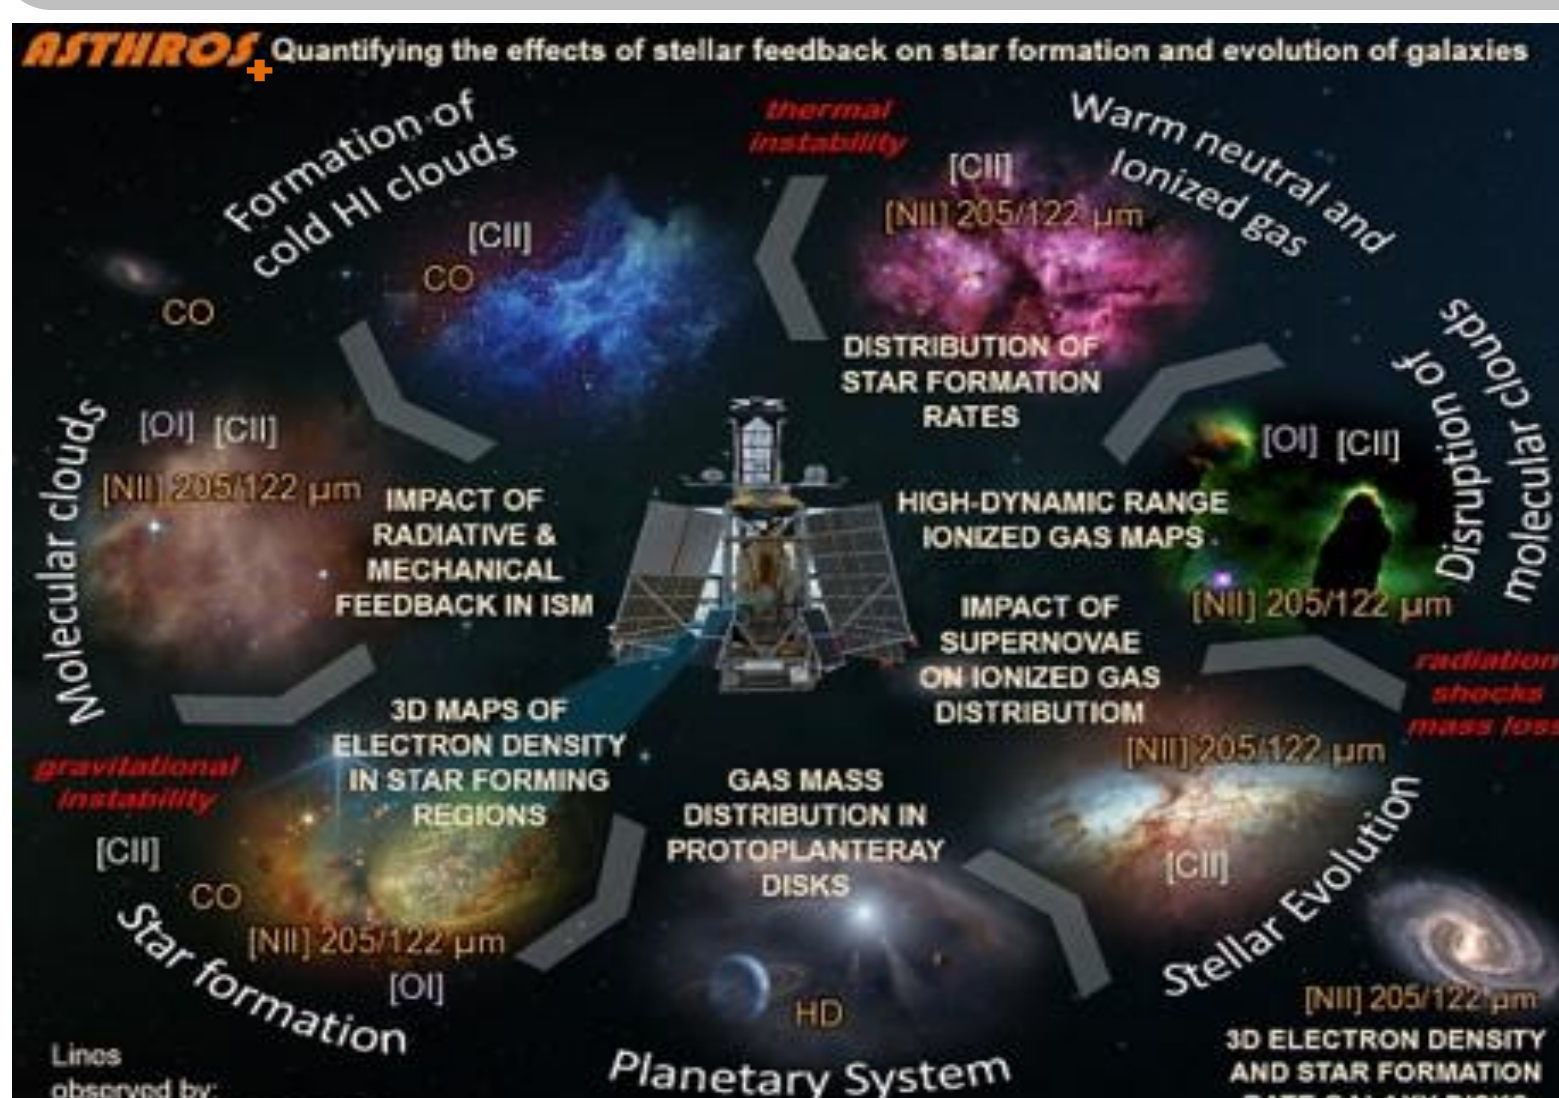 ASTHROS+ Quantifying the effects of stellar feedback on star formation and evolution of galaxies
Formation of
cold HI clouds
[CII]
CO
CO
thermal
instability
Warm neutral and
Ionized gas
[CII]
[NII] 205/122 µm
DISTRIBUTION OF
STAR FORMATION
RATES
Disruption of
molecular clouds
[OI] [CII]
[NII] 205/122 µm
HIGH-DYNAMIC RANGE
IONIZED GAS MAPS
Molecular clouds
[OI] [CII]
[NII] 205/122 µm
IMPACT OF
RADIATIVE &
MECHANICAL
FEEDBACK IN ISM
IMPACT OF
SUPERNOVAE
ON IONIZED GAS
DISTRIBUTIOM
radiation
shocks
mass loss
gravitational
instability
3D MAPS OF
ELECTRON DENSITY
IN STAR FORMING
REGIONS
[CII]
CO
[NII] 205/122 µm
[OI]
Star formation
GAS MASS
DISTRIBUTION IN
PROTOPLANTERAY
DISKS
HD
Planetary System
[NII] 205/122 µm
[CII]
Stellar Evolution
[NII] 205/122 µm
3D ELECTRON DENSITY
AND STAR FORMATION
RATE GALAXY DISKS
Lines
observed by: